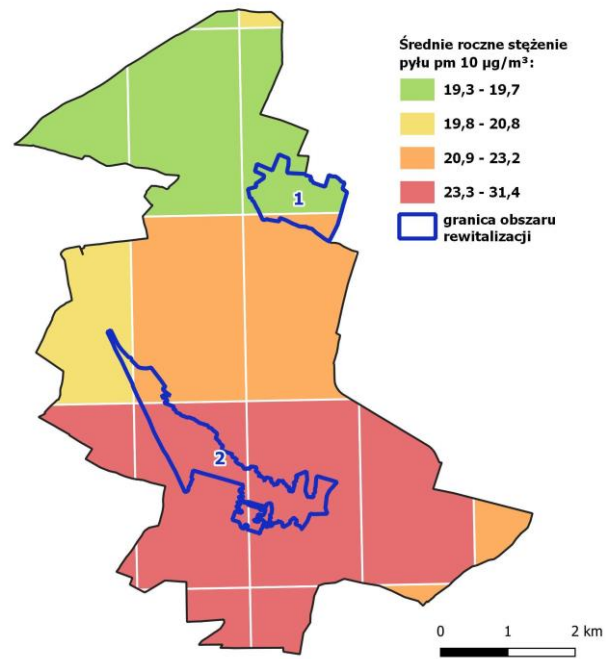 Średnie roczne stężenie
pyłu pm 10 µg/m³:
19,3 - 19,7
19,8 - 20,8
20,9 - 23,2
23,3 - 31,4
granica obszaru
rewitalizacji
1
2
0 1 2 km